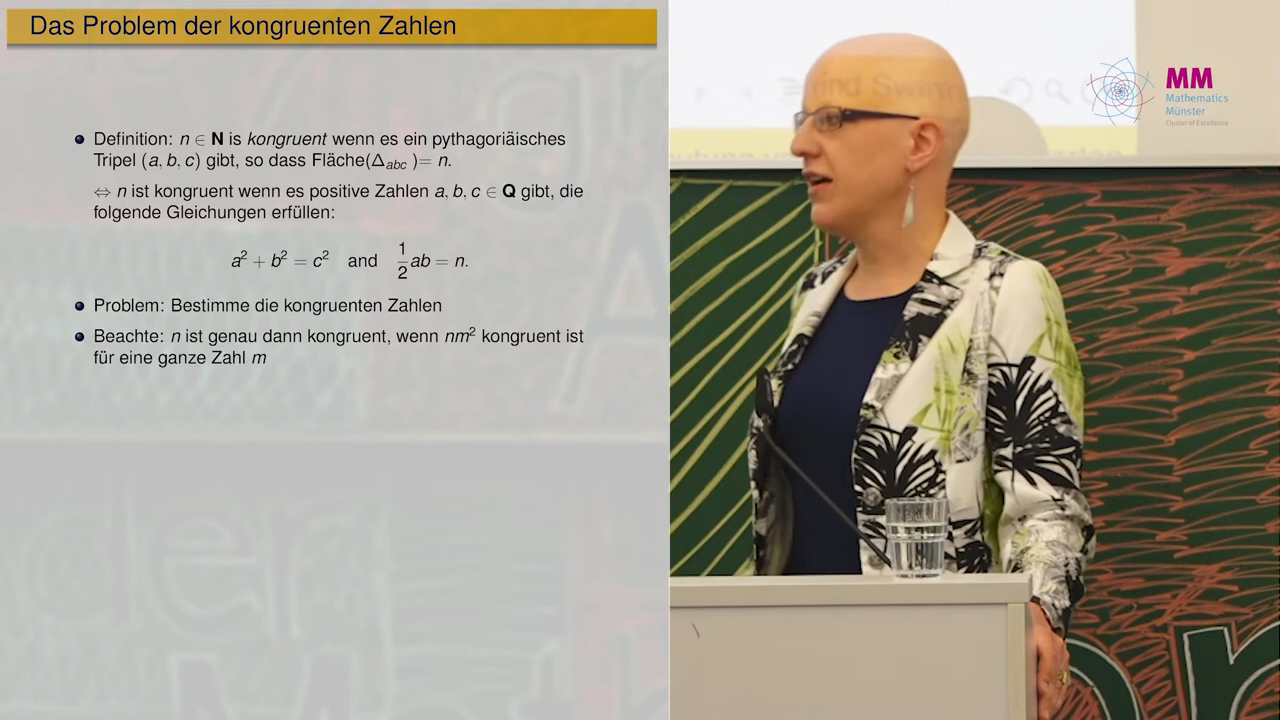 Das Problem der kongruenten Zahlen
Definition: n ∈ N is kongruent wenn es ein pythagoriäisches
Tripel (a, b, c) gibt, so dass Fläche(Δabc )= n.
⇔ n ist kongruent wenn es positive Zahlen a, b, c ∈ Q gibt, die
folgende Gleichungen erfüllen:
a² + b² = c² and 1/2 ab = n.
Problem: Bestimme die kongruenten Zahlen
Beachte: n ist genau dann kongruent, wenn nm² kongruent ist
für eine ganze Zahl m
MM
Mathematics
Münster
Cluster of Excellence